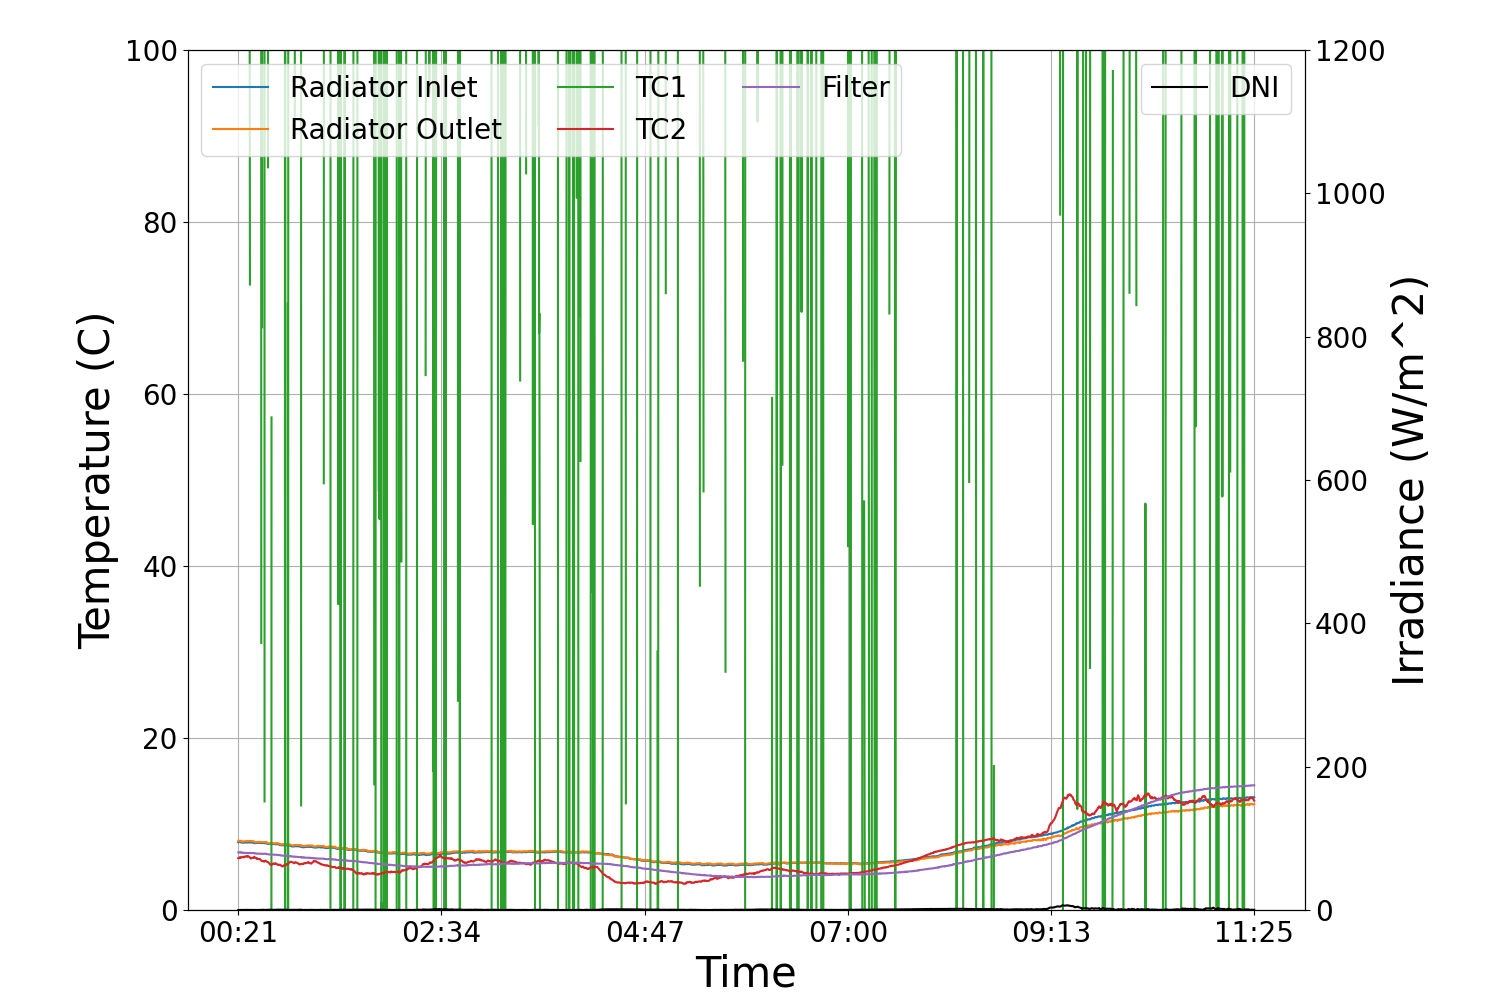 100
80
60
40
20
0
Temperature (C)
Radiator Inlet
Radiator Outlet
TC1
TC2
Filter
DNI
1200
1000
800
600
400
200
0
Irradiance (W/m^2)
00:21
02:34
04:47
07:00
09:13
11:25
Time